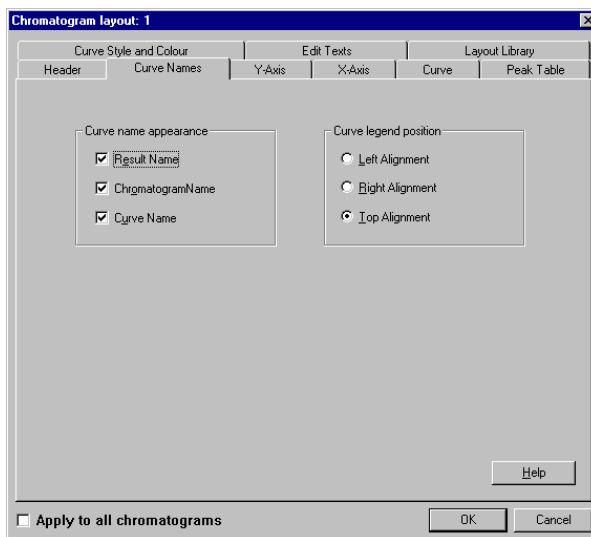 Chromatogram layout: 1
Curve Style and Colour
Edit Texts
Layout Library
Header
Curve Names
Y-Axis
X-Axis
Curve
Peak Table
Curve name appearance
Result Name
ChromatogramName
Curve Name
Curve legend position
Left Alignment
Right Alignment
Top Alignment
Help
Apply to all chromatograms
OK
Cancel